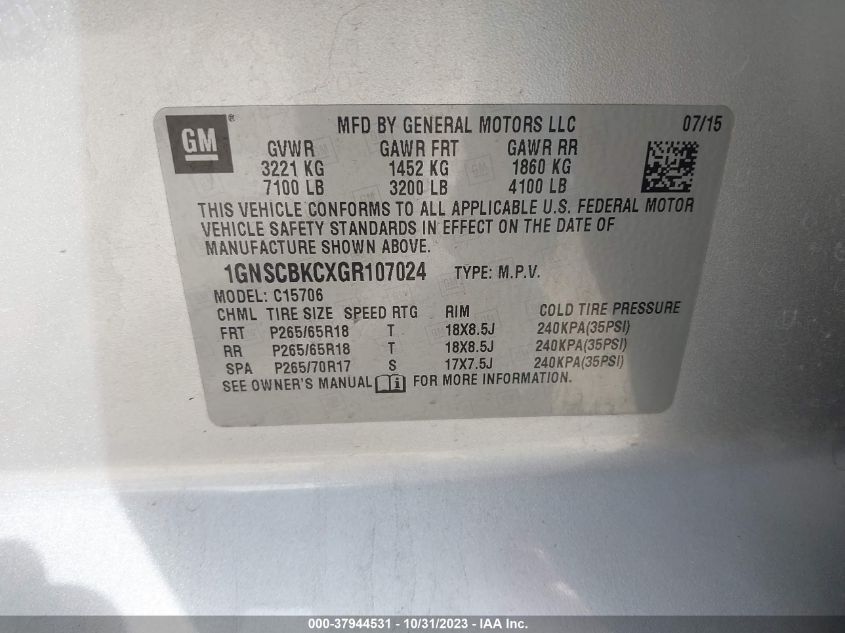 GM ® MFD BY GENERAL MOTORS LLC 07/15
GVWR GAWR FRT GAWR RR
3221 KG 1452 KG 1860 KG
7100 LB 3200 LB 4100 LB
THIS VEHICLE CONFORMS TO ALL APPLICABLE U.S. FEDERAL MOTOR
VEHICLE SAFETY STANDARDS IN EFFECT ON THE DATE OF
MANUFACTURE SHOWN ABOVE.
1GNSCBKCXGR107024 TYPE: M.P.V.
MODEL: C15706
CHML TIRE SIZE SPEED RTG RIM COLD TIRE PRESSURE
FRT P265/65R18 T 18X8.5J 240KPA(35PSI)
RR P265/65R18 T 18X8.5J 240KPA(35PSI)
SPA P265/70R17 S 17X7.5J 240KPA(35PSI)
SEE OWNER'S MANUAL i FOR MORE INFORMATION.
000-37944531 - 10/31/2023 - IAA Inc.